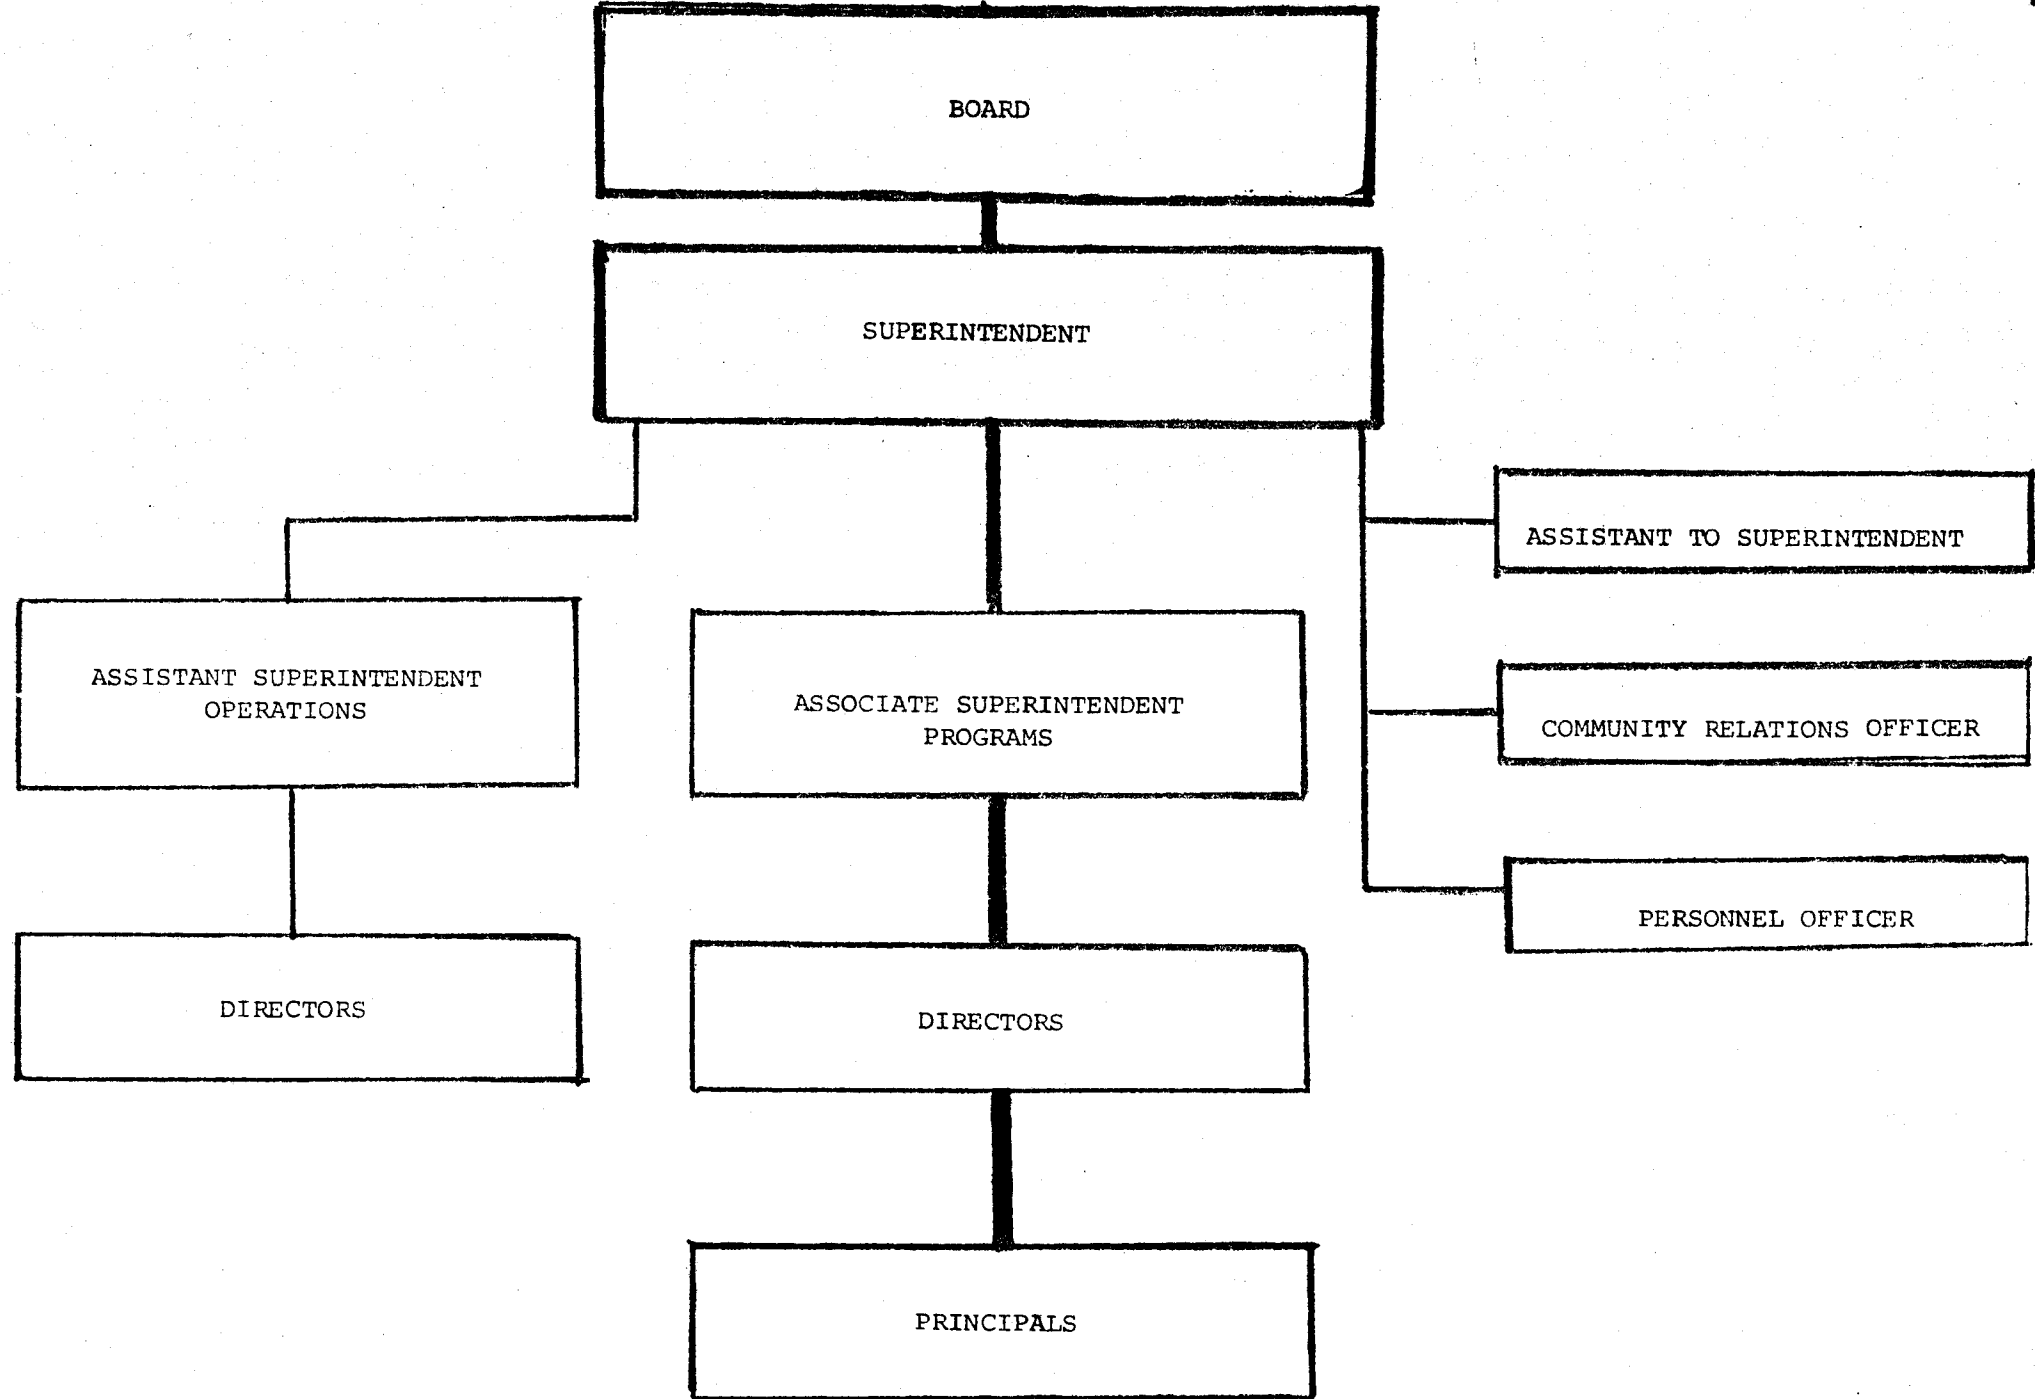 BOARD
SUPERINTENDENT
ASSISTANT TO SUPERINTENDENT
ASSISTANT SUPERINTENDENT
OPERATIONS
ASSOCIATE SUPERINTENDENT
PROGRAMS
COMMUNITY RELATIONS OFFICER
PERSONNEL OFFICER
DIRECTORS
DIRECTORS
PRINCIPALS